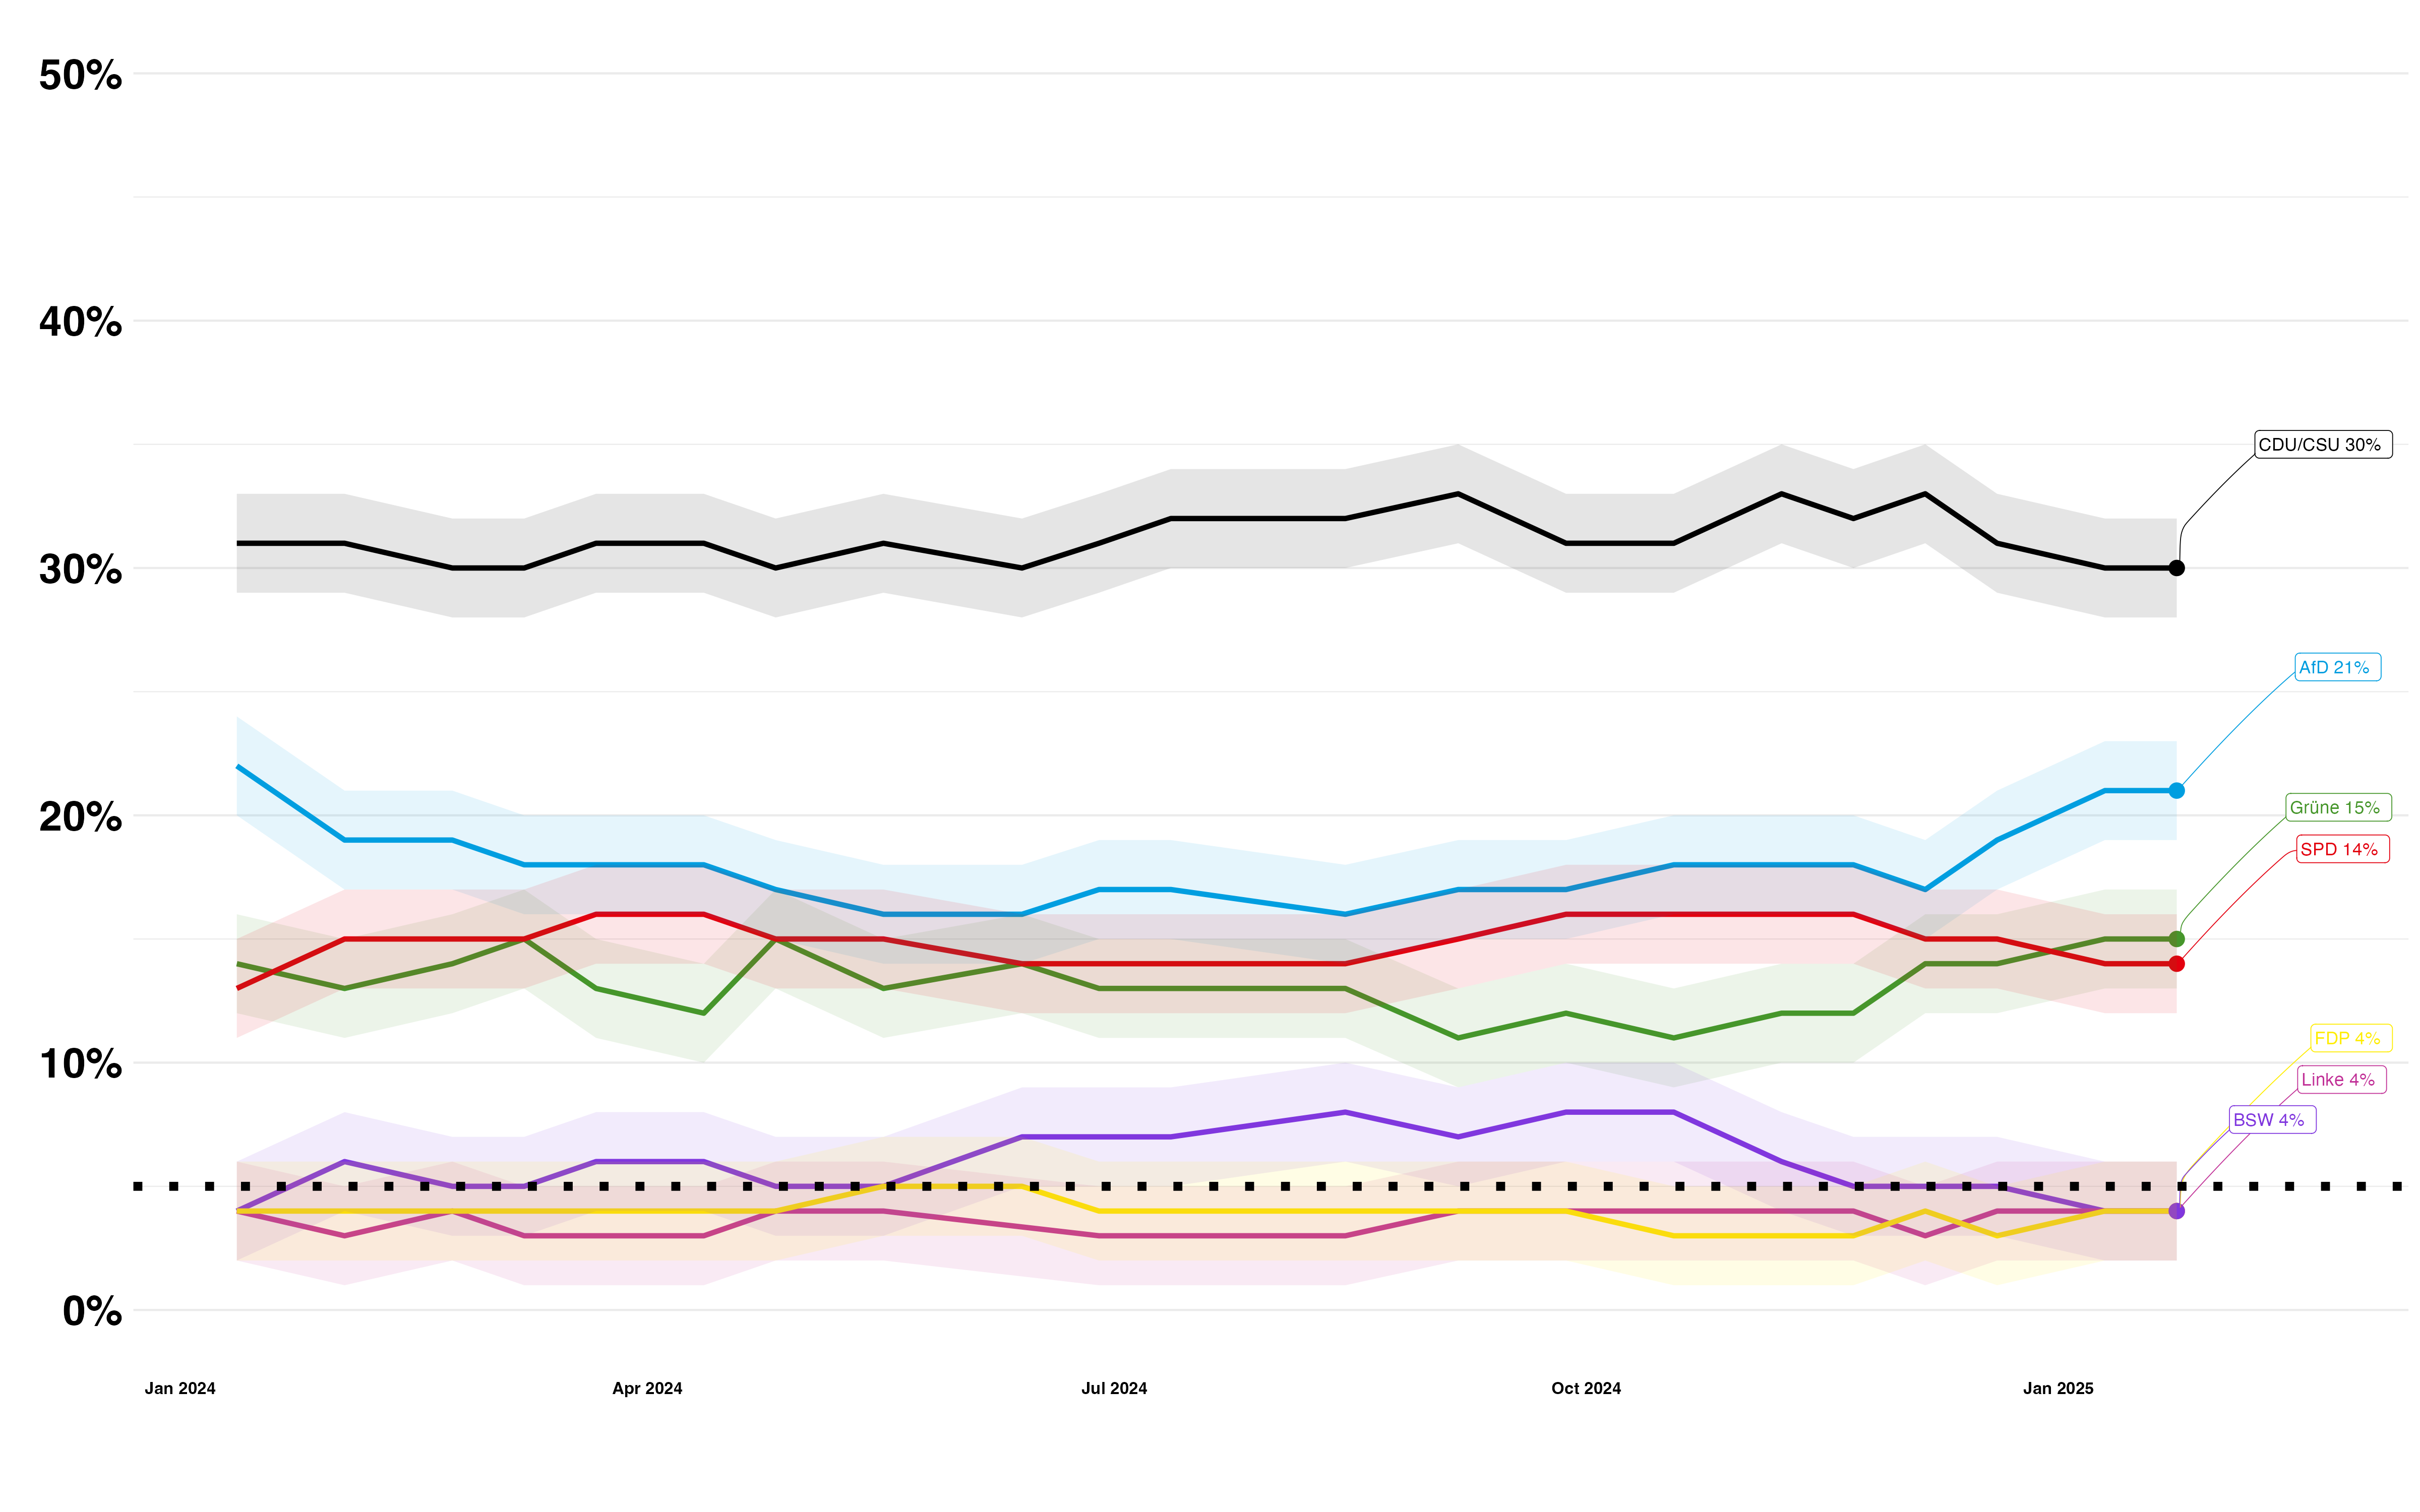 50%
40%
CDU/CSU 30%
30%
AfD 21%
Grüne 15%
20%
SPD 14%
FDP 4%
10%
Linke 4%
BSW 4%
0%
Jan 2024 Apr 2024 Jul 2024 Oct 2024 Jan 2025